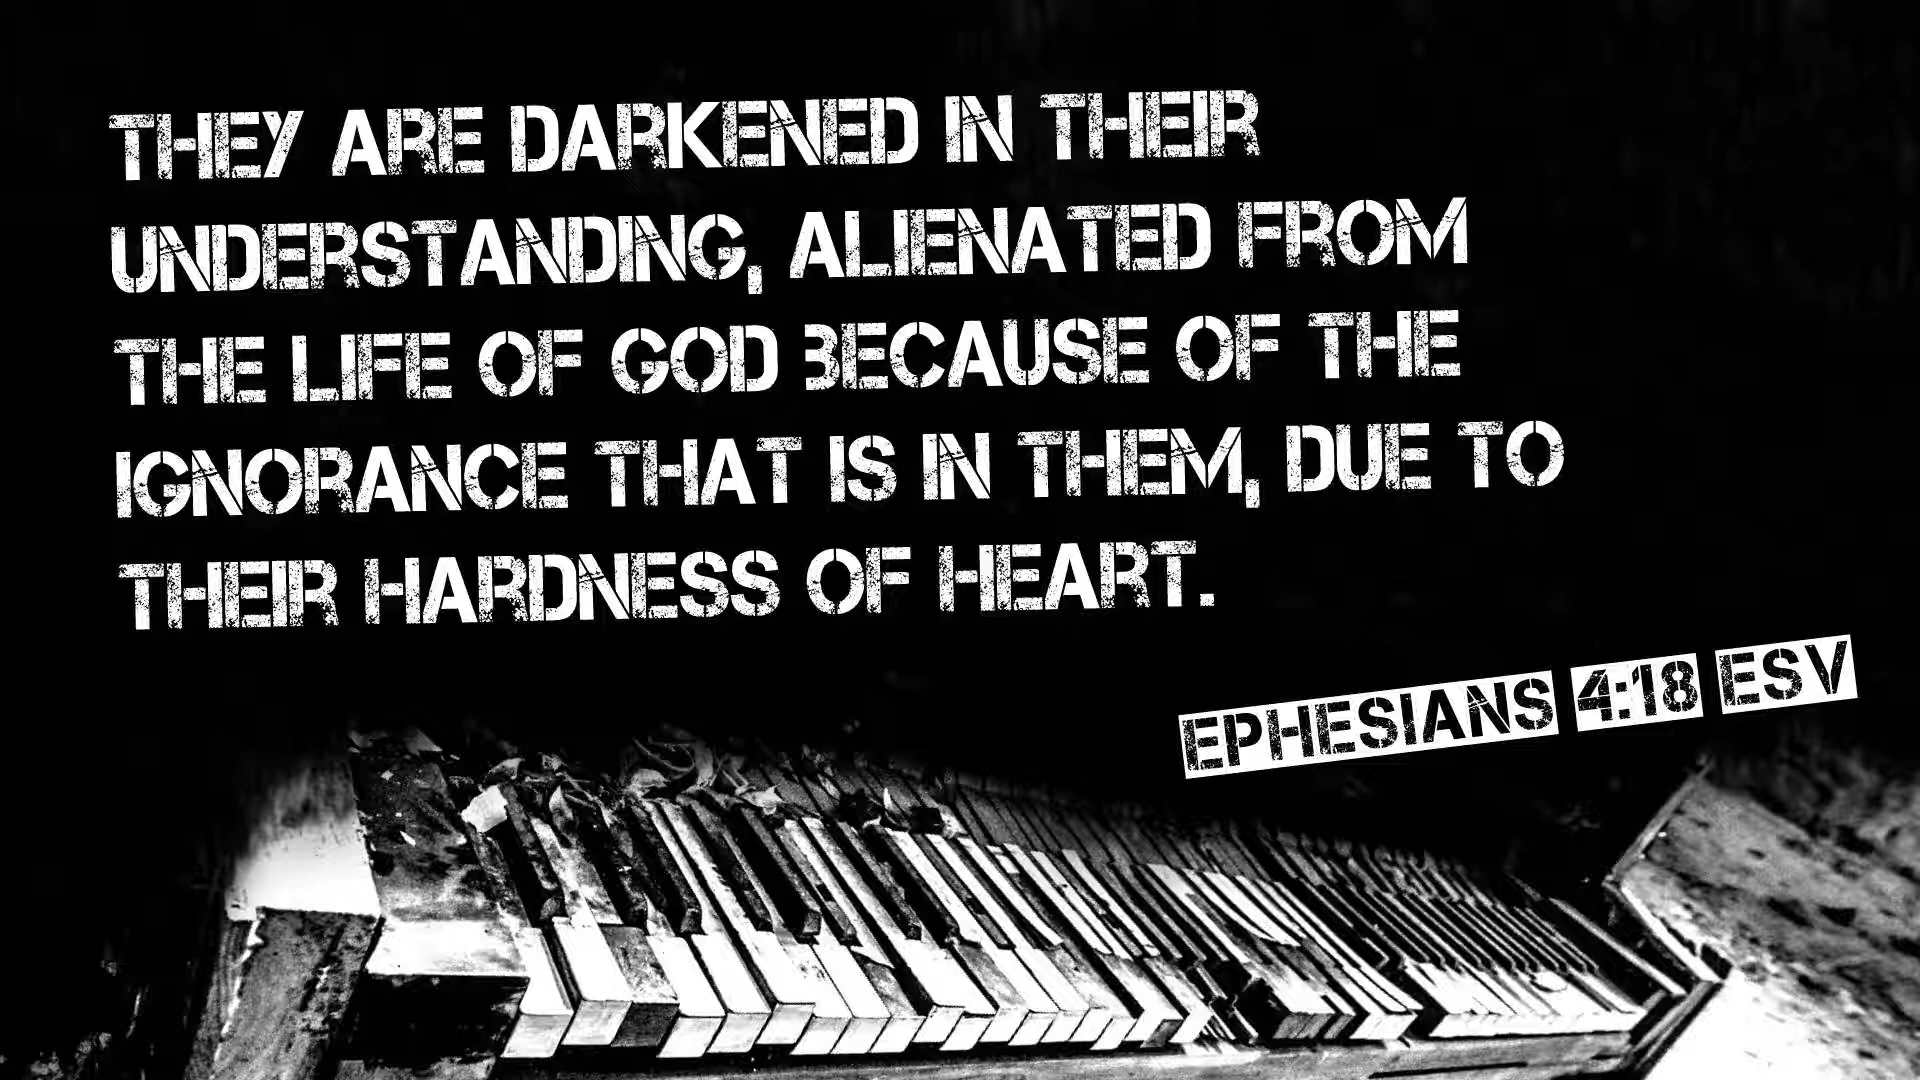 THEY ARE DARKENED IN THEIR
UNDERSTANDING, ALIENATED FROM
THE LIFE OF GOD BECAUSE OF THE
IGNORANCE THAT IS IN THEM, DUE TO
THEIR HARDNESS OF HEART.
EPHESIANS 4:18 ESV